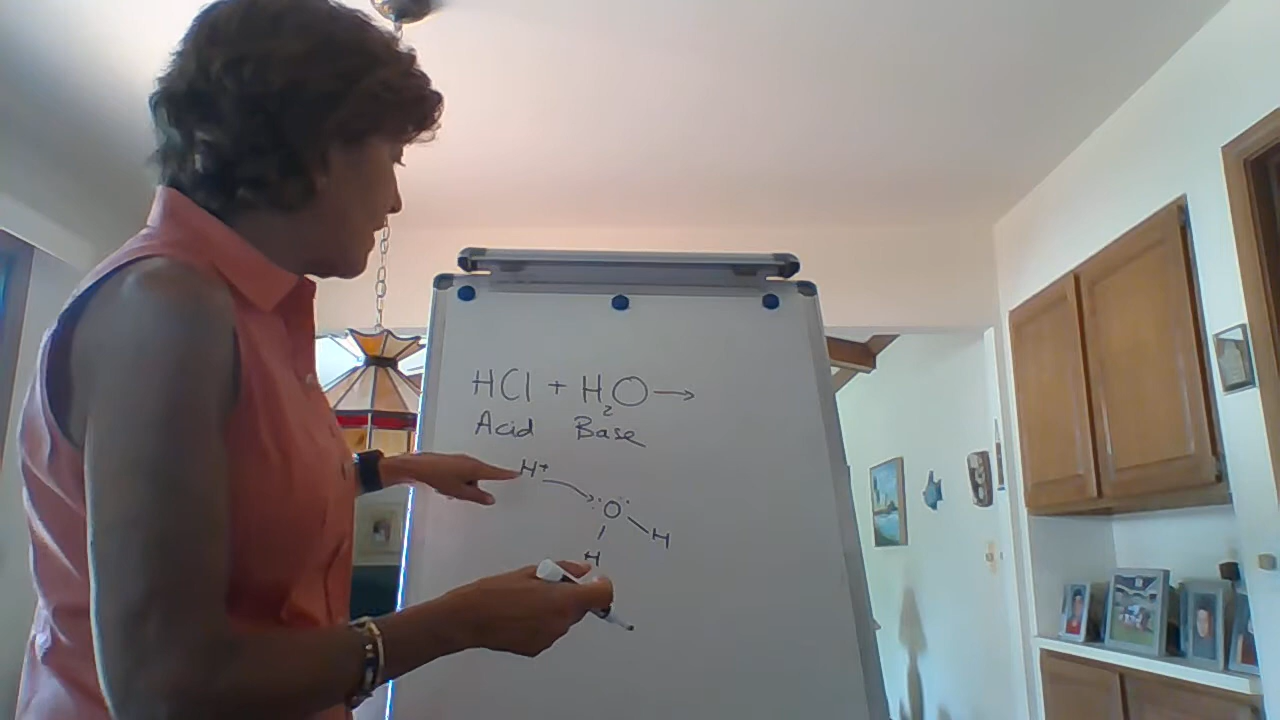 HCl + H₂O →
Acid Base
H+
:O:
H
H